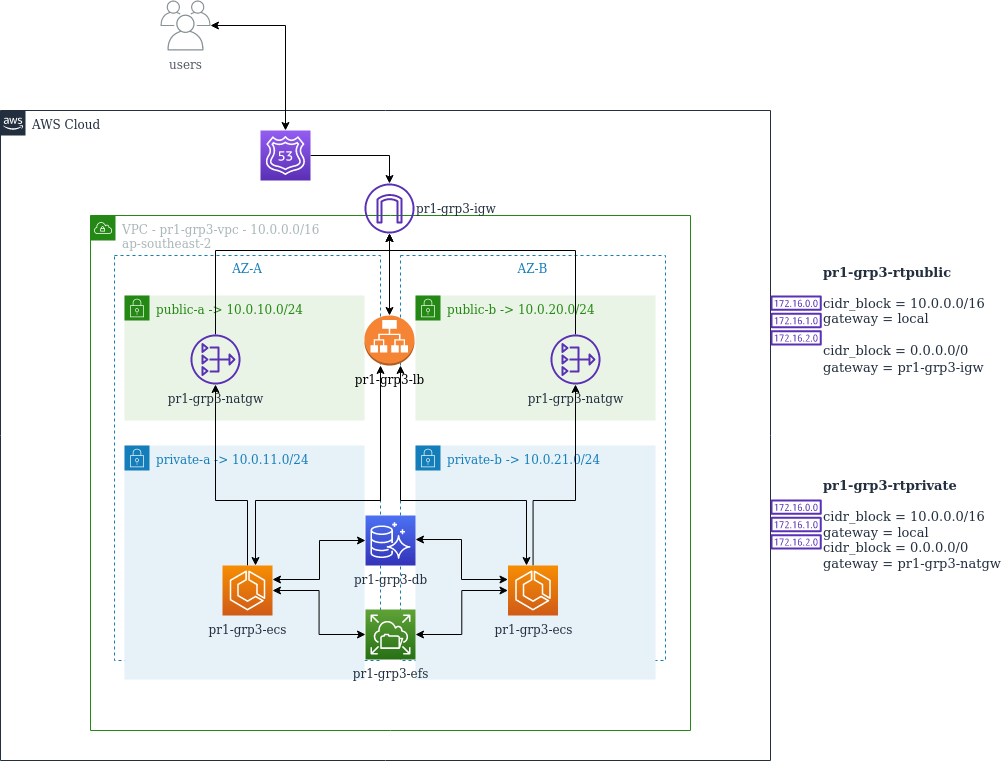 users
aws
AWS Cloud
53
pr1-grp3-igw
VPC - pr1-grp3-vpc - 10.0.0.0/16
ap-southeast-2
AZ-A
AZ-B
public-a -> 10.0.10.0/24
public-b -> 10.0.20.0/24
pr1-grp3-lb
pr1-grp3-natgw
pr1-grp3-natgw
private-a -> 10.0.11.0/24
private-b -> 10.0.21.0/24
pr1-grp3-db
pr1-grp3-ecs
pr1-grp3-ecs
pr1-grp3-efs
pr1-grp3-rtpublic
172.16.0.0
172.16.1.0
172.16.2.0
cidr_block = 10.0.0.0/16
gateway = local
cidr_block = 0.0.0.0/0
gateway = pr1-grp3-igw
pr1-grp3-rtprivate
172.16.0.0
172.16.1.0
172.16.2.0
cidr_block = 10.0.0.0/16
gateway = local
cidr_block = 0.0.0.0/0
gateway = pr1-grp3-natgw